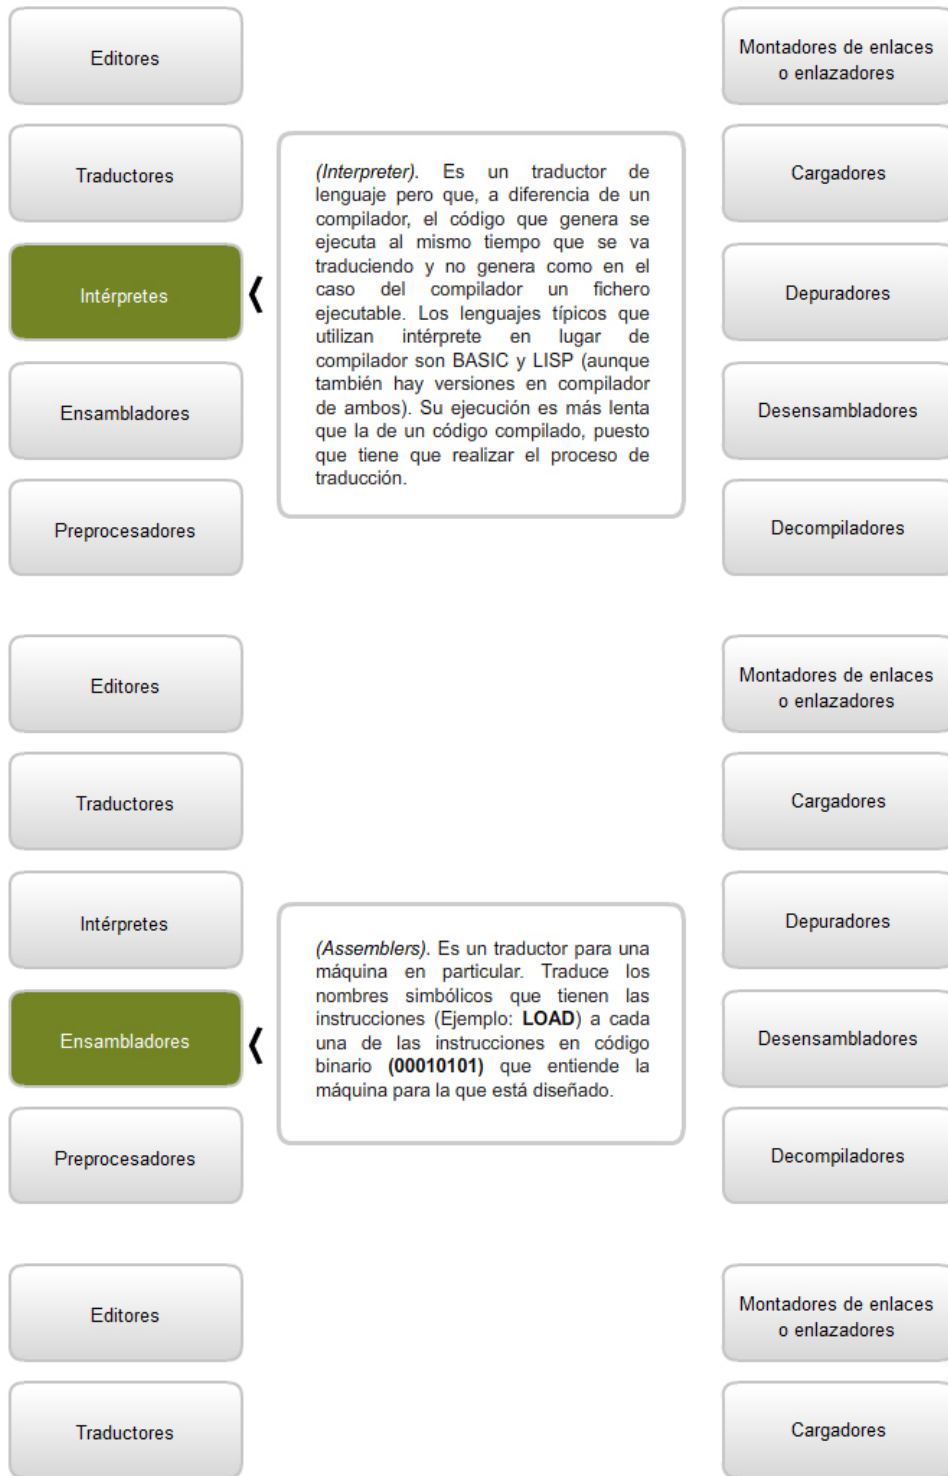 Editores
Montadores de enlaces
o enlazadores
Traductores
Cargadores
(Interpreter). Es un traductor de
lenguaje pero que, a diferencia de un
compilador, el código que genera se
ejecuta al mismo tiempo que se va
traduciendo y no genera como en el
caso del compilador un fichero
ejecutable. Los lenguajes típicos que
utilizan intérprete en lugar de
compilador son BASIC y LISP (aunque
también hay versiones en compilador
de ambos). Su ejecución es más lenta
que la de un código compilado, puesto
que tiene que realizar el proceso de
traducción.
Intérpretes
Depuradores
Ensambladores
Desensambladores
Preprocesadores
Decompiladores
Editores
Montadores de enlaces
o enlazadores
Traductores
Cargadores
Intérpretes
Depuradores
(Assemblers). Es un traductor para una
máquina en particular. Traduce los
nombres simbólicos que tienen las
instrucciones (Ejemplo: LOAD) a cada
una de las instrucciones en código
binario (00010101) que entiende la
máquina para la que está diseñado.
Ensambladores
Desensambladores
Preprocesadores
Decompiladores
Editores
Montadores de enlaces
o enlazadores
Traductores
Cargadores